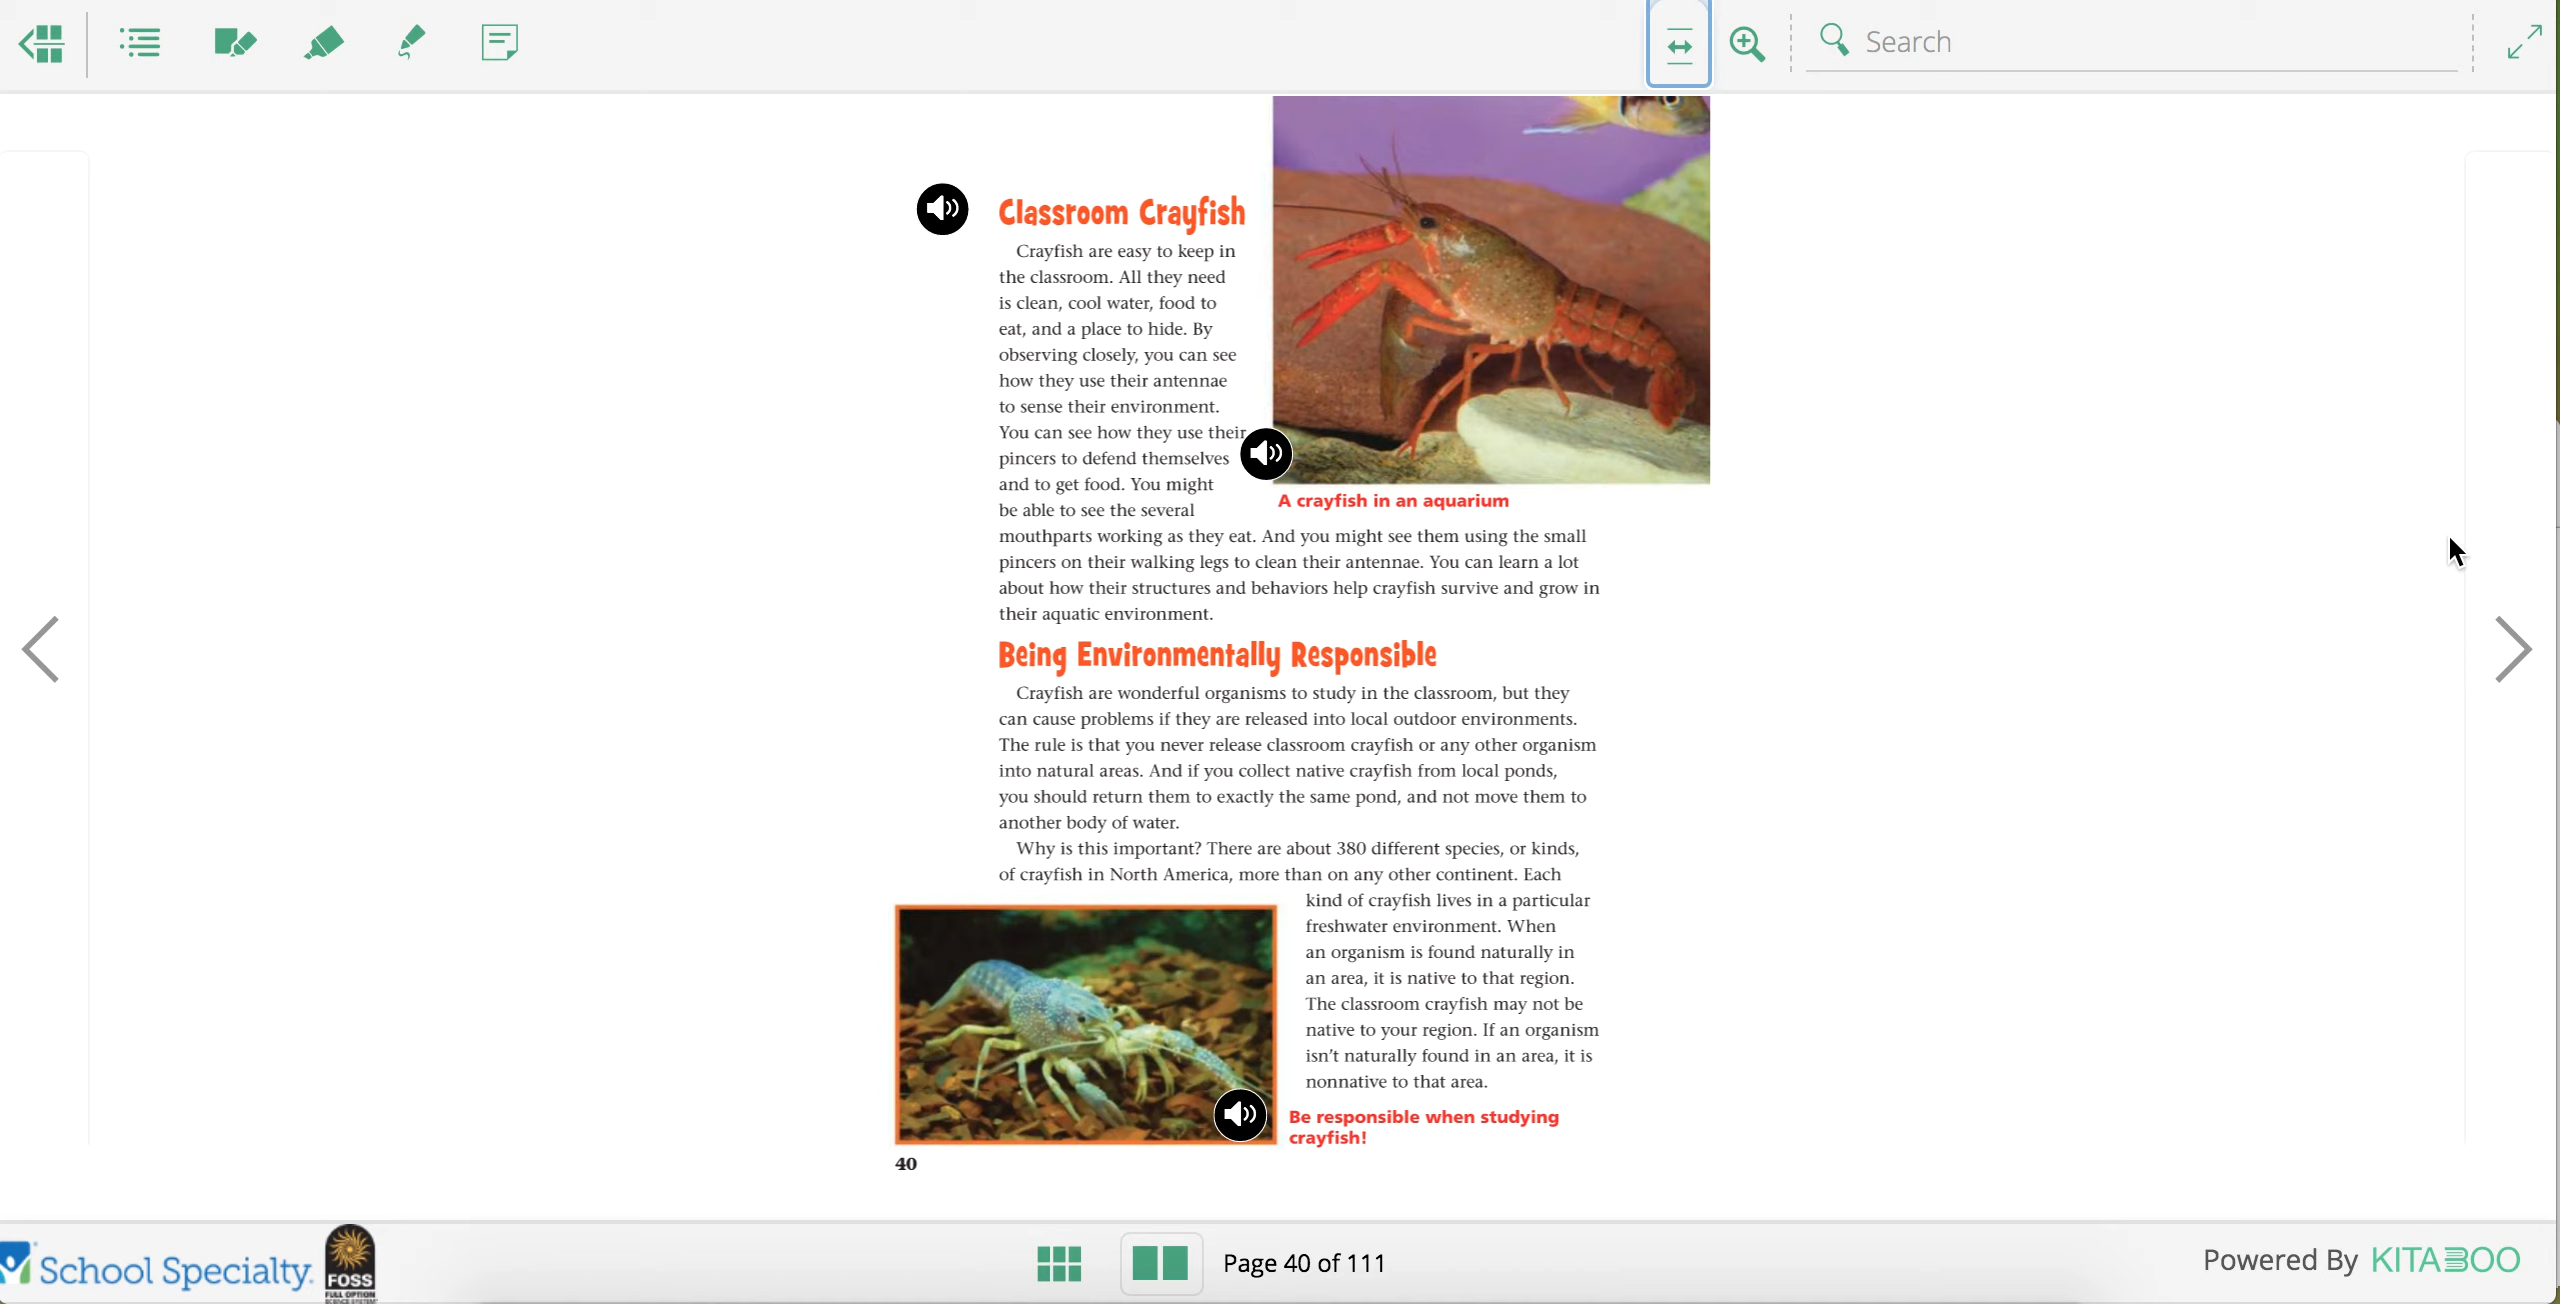 Search
Classroom Crayfish
Crayfish are easy to keep in
the classroom. All they need
is clean, cool water, food to
eat, and a place to hide. By
observing closely, you can see
how they use their antennae
to sense their environment.
You can see how they use their
pincers to defend themselves
and to get food. You might
be able to see the several
A crayfish in an aquarium
mouthparts working as they eat. And you might see them using the small
pincers on their walking legs to clean their antennae. You can learn a lot
about how their structures and behaviors help crayfish survive and grow in
their aquatic environment.
Being Environmentally Responsible
Crayfish are wonderful organisms to study in the classroom, but they
can cause problems if they are released into local outdoor environments.
The rule is that you never release classroom crayfish or any other organism
into natural areas. And if you collect native crayfish from local ponds,
you should return them to exactly the same pond, and not move them to
another body of water.
Why is this important? There are about 380 different species, or kinds,
of crayfish in North America, more than on any other continent. Each
kind of crayfish lives in a particular
freshwater environment. When
an organism is found naturally in
an area, it is native to that region.
The classroom crayfish may not be
native to your region. If an organism
isn't naturally found in an area, it is
nonnative to that area.
Be responsible when studying
crayfish!
40
School Specialty.
FOSS
FULL OPTION
SCIENCE SYSTEM
Page 40 of 111
Powered By KITABOO